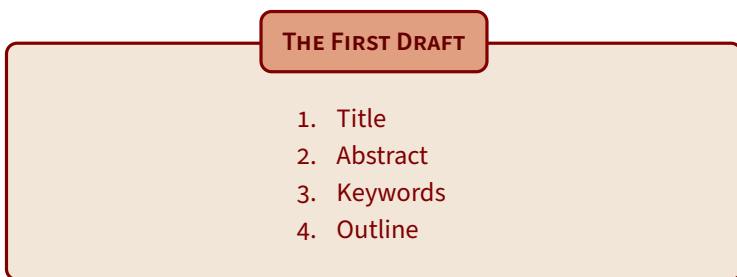 The First Draft
1. Title
2. Abstract
3. Keywords
4. Outline